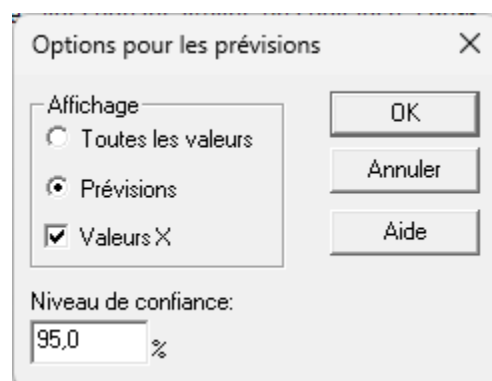 Options pour les prévisions
Affichage
Toutes les valeurs
Prévisions
Valeurs X
OK
Annuler
Aide
Niveau de confiance:
95,0 %